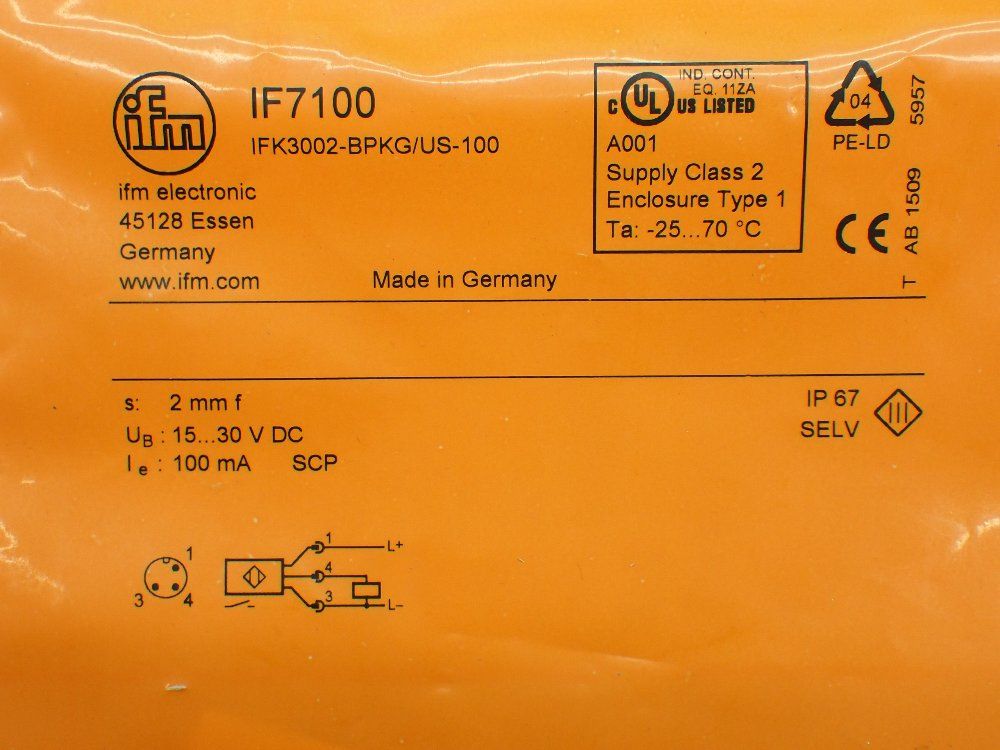 ifm
IF7100
IFK3002-BPKG/US-100
ifm electronic
45128 Essen
Germany
www.ifm.com
Made in Germany
C UL US LISTED
IND. CONT.
EQ. 11ZA
A001
Supply Class 2
Enclosure Type 1
Ta: -25...70 °C
04
PE-LD
CE
T AB 1509 5957
s: 2 mm f
UB : 15...30 V DC
Ie : 100 mA SCP
IP 67
SELV
III
1
3 4
1 L+
4
3 L–